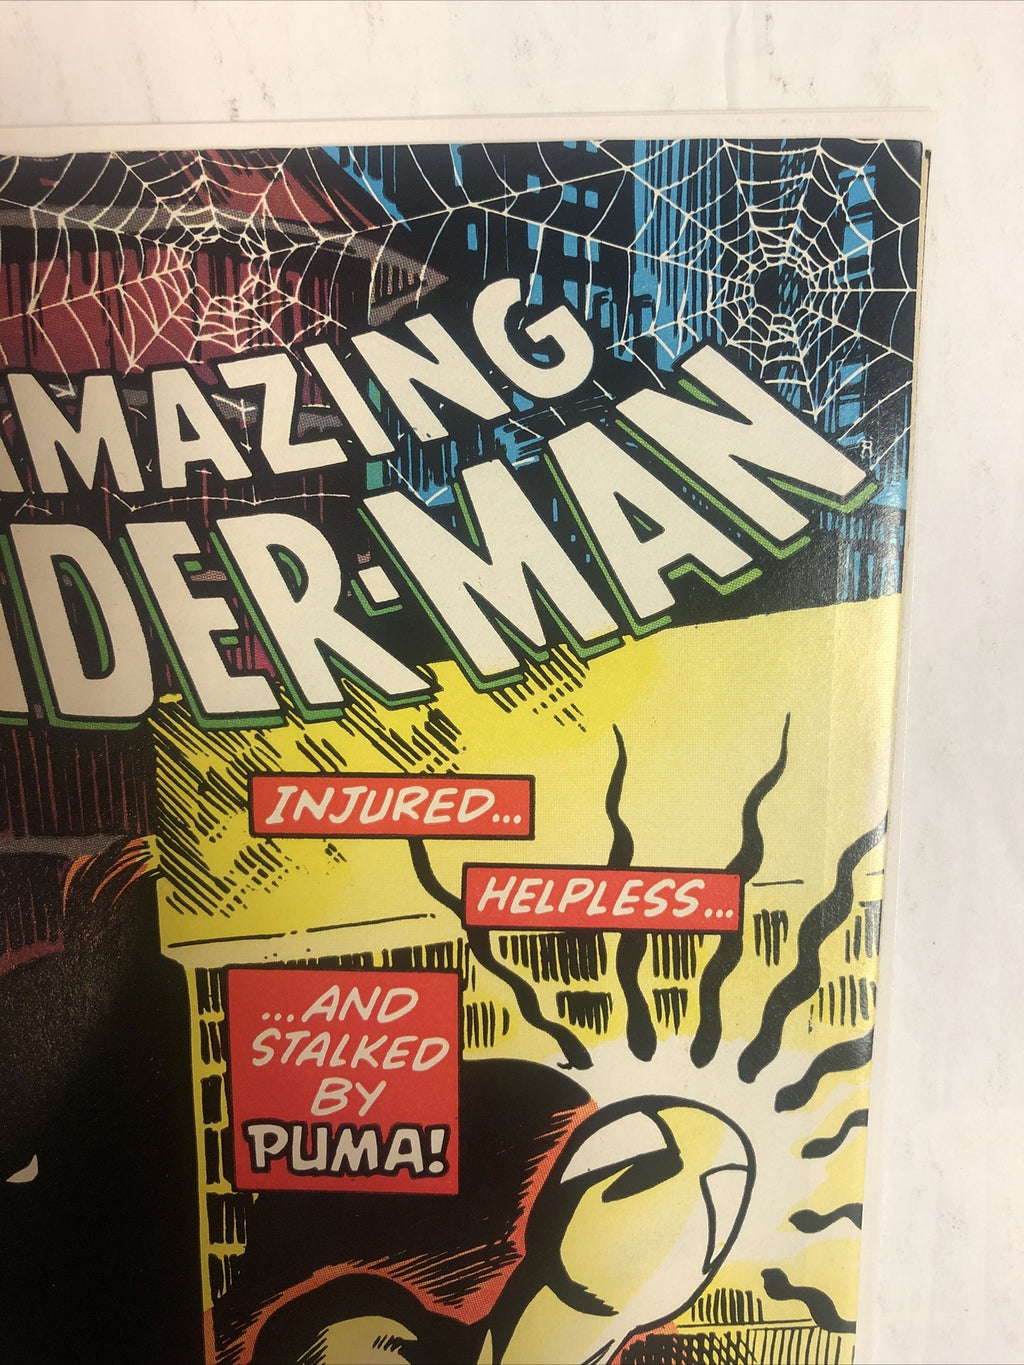 MAZING
DER-MAN
INJURED...
HELPLESS...
...AND
STALKED
BY
PUMA!